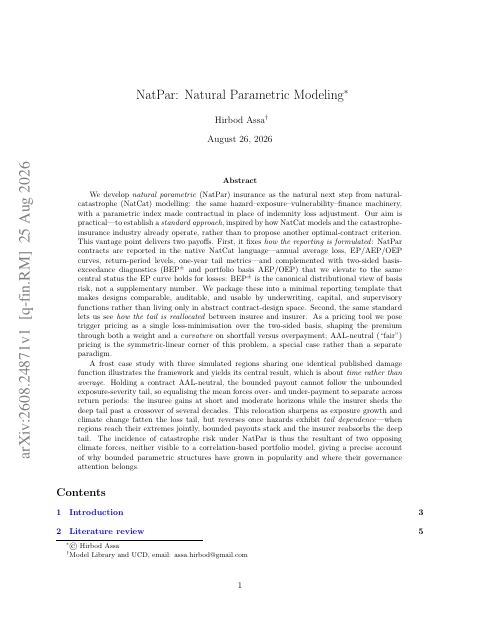 NatPar: Natural Parametric Modeling*
Hirbod Assa†
August 26, 2026
Abstract
We develop natural parametric (NatPar) insurance as the natural next step from natural-
catastrophe (NatCat) modelling: the same hazard–exposure–vulnerability–finance machinery,
with a parametric index made contractual in place of indemnity loss adjustment. Our aim is
practical—to establish a standard approach, inspired by how NatCat models and the catastrophe-
insurance industry already operate, rather than to propose another optimal-contract criterion.
This vantage point delivers two payoffs. First, it fixes how the reporting is formulated: NatPar
contracts are reported in the native NatCat language—annual average loss, EP/AEP/OEP
curves, return-period levels, one-year tail metrics—and complemented with two-sided basis-
exceedance diagnostics (BEP± and portfolio basis AEP/OEP) that we elevate to the same
central status the EP curve holds for losses: BEP± is the canonical distributional view of basis
risk, not a supplementary number. We package these into a minimal reporting template that
makes designs comparable, auditable, and usable by underwriting, capital, and supervisory
functions rather than living only in abstract contract-design space. Second, the same standard
lets us see how the tail is reallocated between insuree and insurer. As a pricing tool we pose
trigger pricing as a single loss-minimisation over the two-sided basis, shaping the premium
through both a weight and a curvature on shortfall versus overpayment; AAL-neutral (“fair”)
pricing is the symmetric-linear corner of this problem, a special case rather than a separate
paradigm.
A frost case study with three simulated regions sharing one identical published damage
function illustrates the framework and yields its central result, which is about time rather than
average. Holding a contract AAL-neutral, the bounded payout cannot follow the unbounded
exposure-severity tail, so equalising the mean forces over- and under-payment to separate across
return periods: the insuree gains at short and moderate horizons while the insurer sheds the
deep tail past a crossover of several decades. This relocation sharpens as exposure growth and
climate change fatten the loss tail, but reverses once hazards exhibit tail dependence—when
regions reach their extremes jointly, bounded payouts stack and the insurer reabsorbs the deep
tail. The incidence of catastrophe risk under NatPar is thus the resultant of two opposing
climate forces, neither visible to a correlation-based portfolio model, giving a precise account
of why bounded parametric structures have grown in popularity and where their governance
attention belongs.
Contents
1 Introduction 3
2 Literature review 5
*© Hirbod Assa
†Model Library and UCD, email: assa.hirbod@gmail.com
1
arXiv:2608.24871v1 [q-fin.RM] 25 Aug 2026